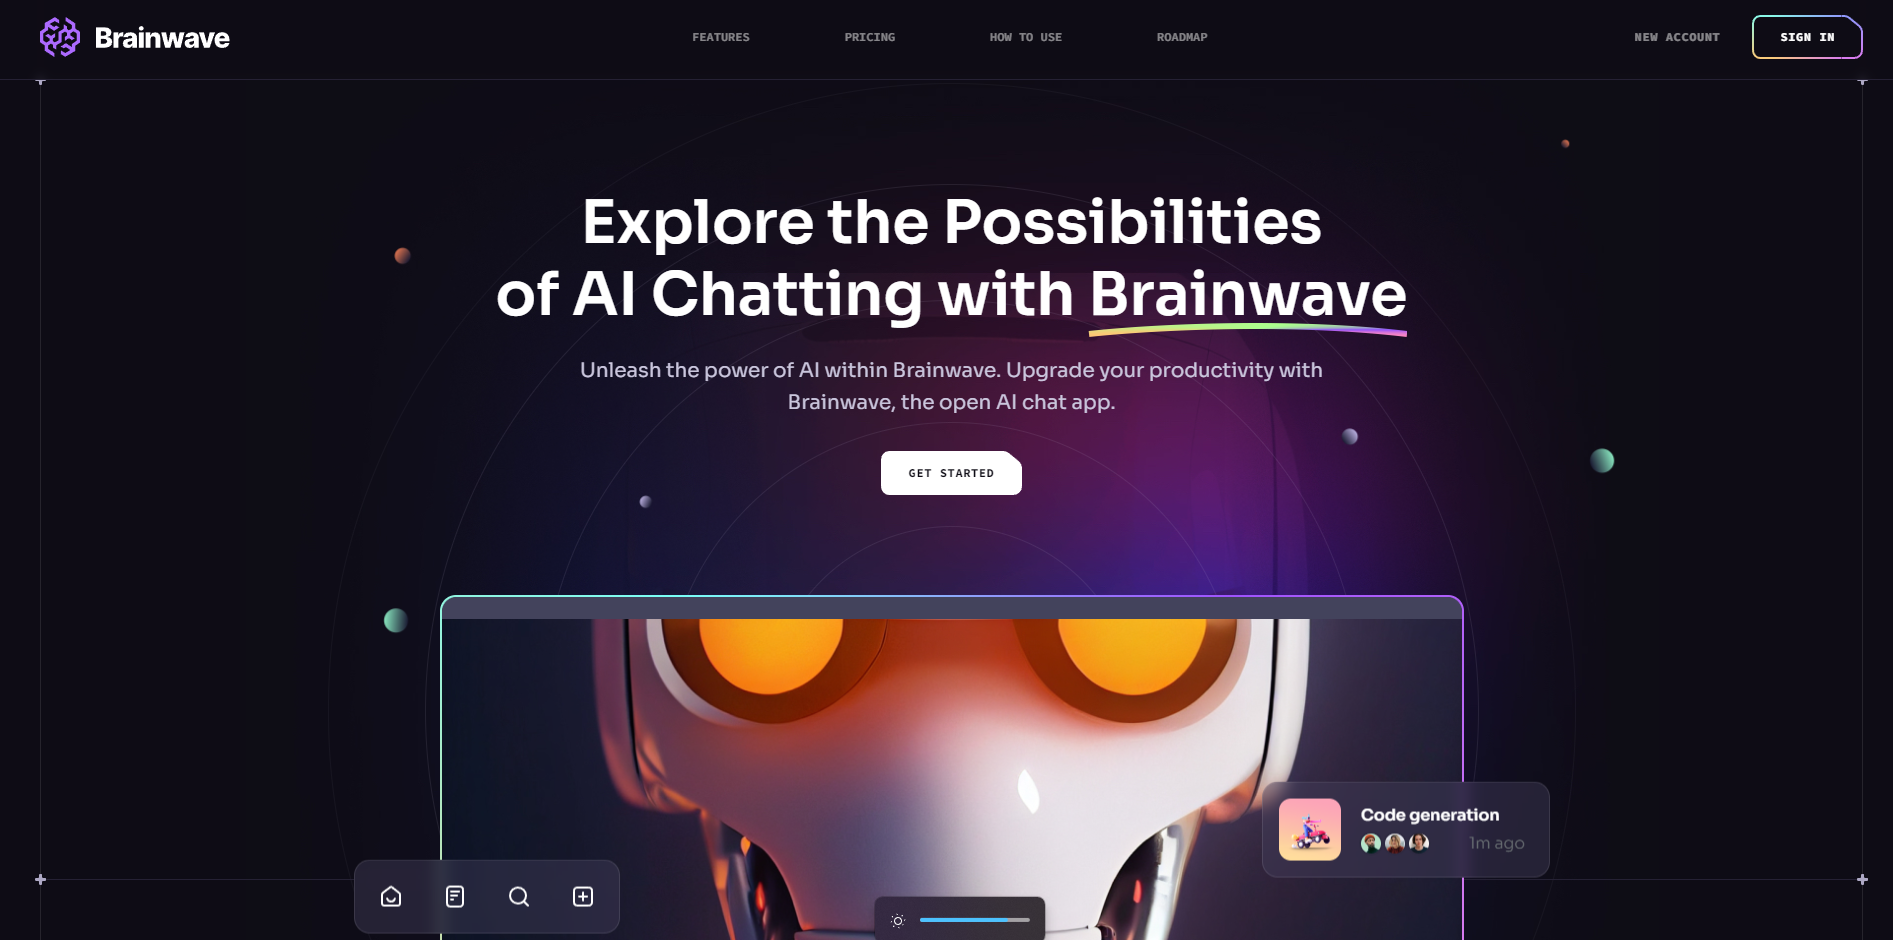 Brainwave
FEATURES
PRICING
HOW TO USE
ROADMAP
NEW ACCOUNT
SIGN IN
Explore the Possibilities
of AI Chatting with Brainwave
Unleash the power of AI within Brainwave. Upgrade your productivity with
Brainwave, the open AI chat app.
GET STARTED
Code generation
1m ago